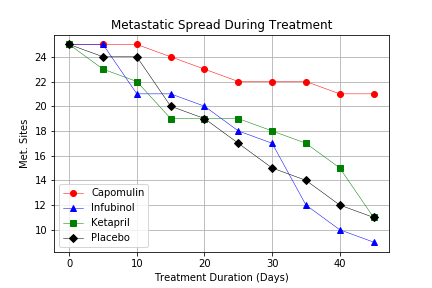 Metastatic Spread During Treatment
Met. Sites
24
22
20
18
16
14
12
10
Capomulin
Infubinol
Ketapril
Placebo
0 10 20 30 40
Treatment Duration (Days)